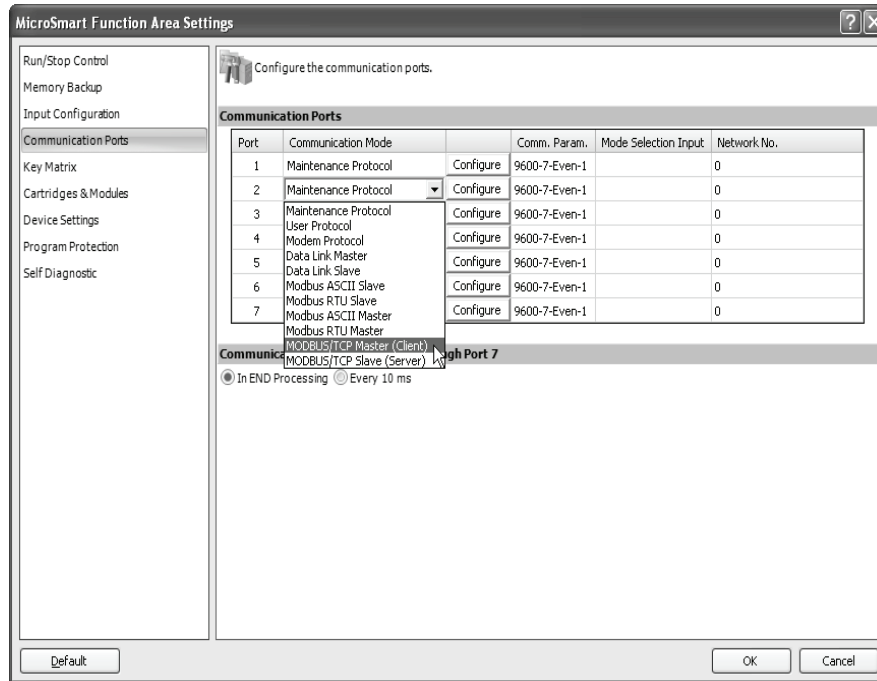 MicroSmart Function Area Settings
?
Run/Stop Control
Memory Backup
Input Configuration
Communication Ports
Key Matrix
Cartridges & Modules
Device Settings
Program Protection
Self Diagnostic
Configure the communication ports.
Communication Ports
Port Communication Mode Comm. Param. Mode Selection Input Network No.
1 Maintenance Protocol Configure 9600-7-Even-1 0
2 Maintenance Protocol Configure 9600-7-Even-1 0
3 Configure 9600-7-Even-1 0
4 Configure 9600-7-Even-1 0
5 Configure 9600-7-Even-1 0
6 Configure 9600-7-Even-1 0
7 Configure 9600-7-Even-1 0
Maintenance Protocol
User Protocol
Modem Protocol
Data Link Master
Data Link Slave
Modbus ASCII Slave
Modbus RTU Slave
Modbus ASCII Master
Modbus RTU Master
MODBUS/TCP Master (Client)
MODBUS/TCP Slave (Server)
Port 7
In END Processing Every 10 ms
Default OK Cancel